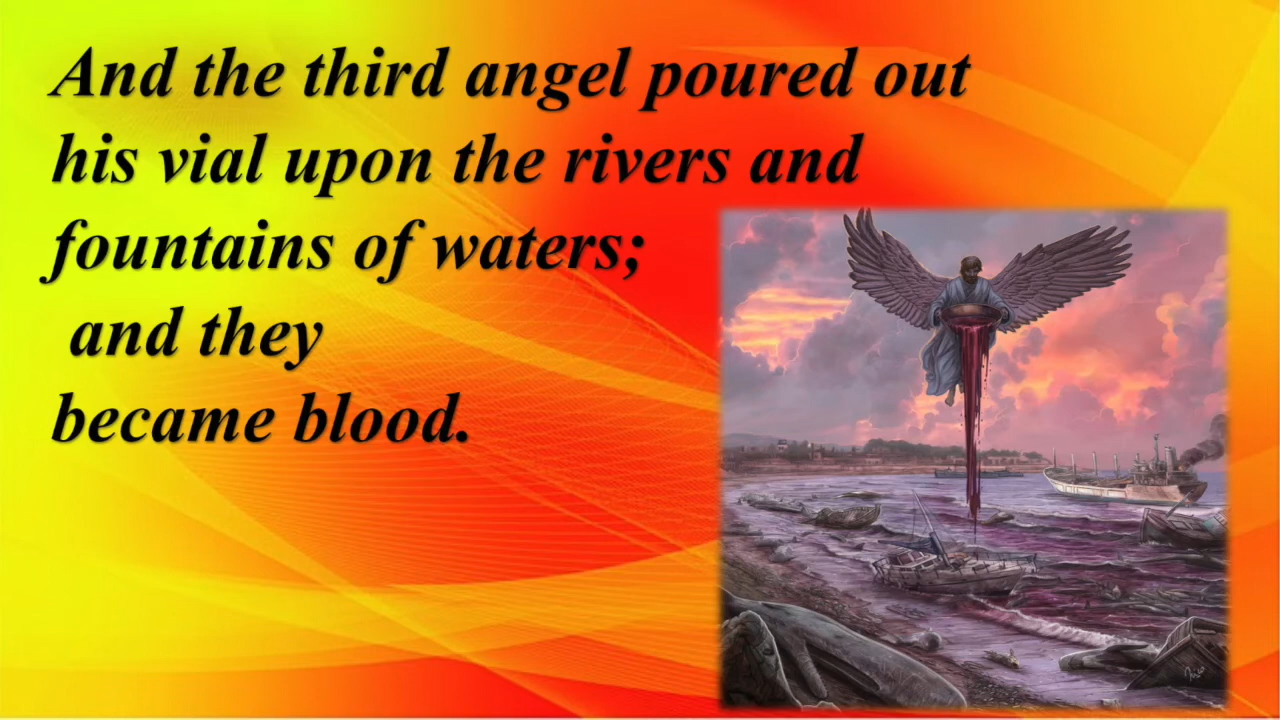 And the third angel poured out
his vial upon the rivers and
fountains of waters;
and they
became blood.